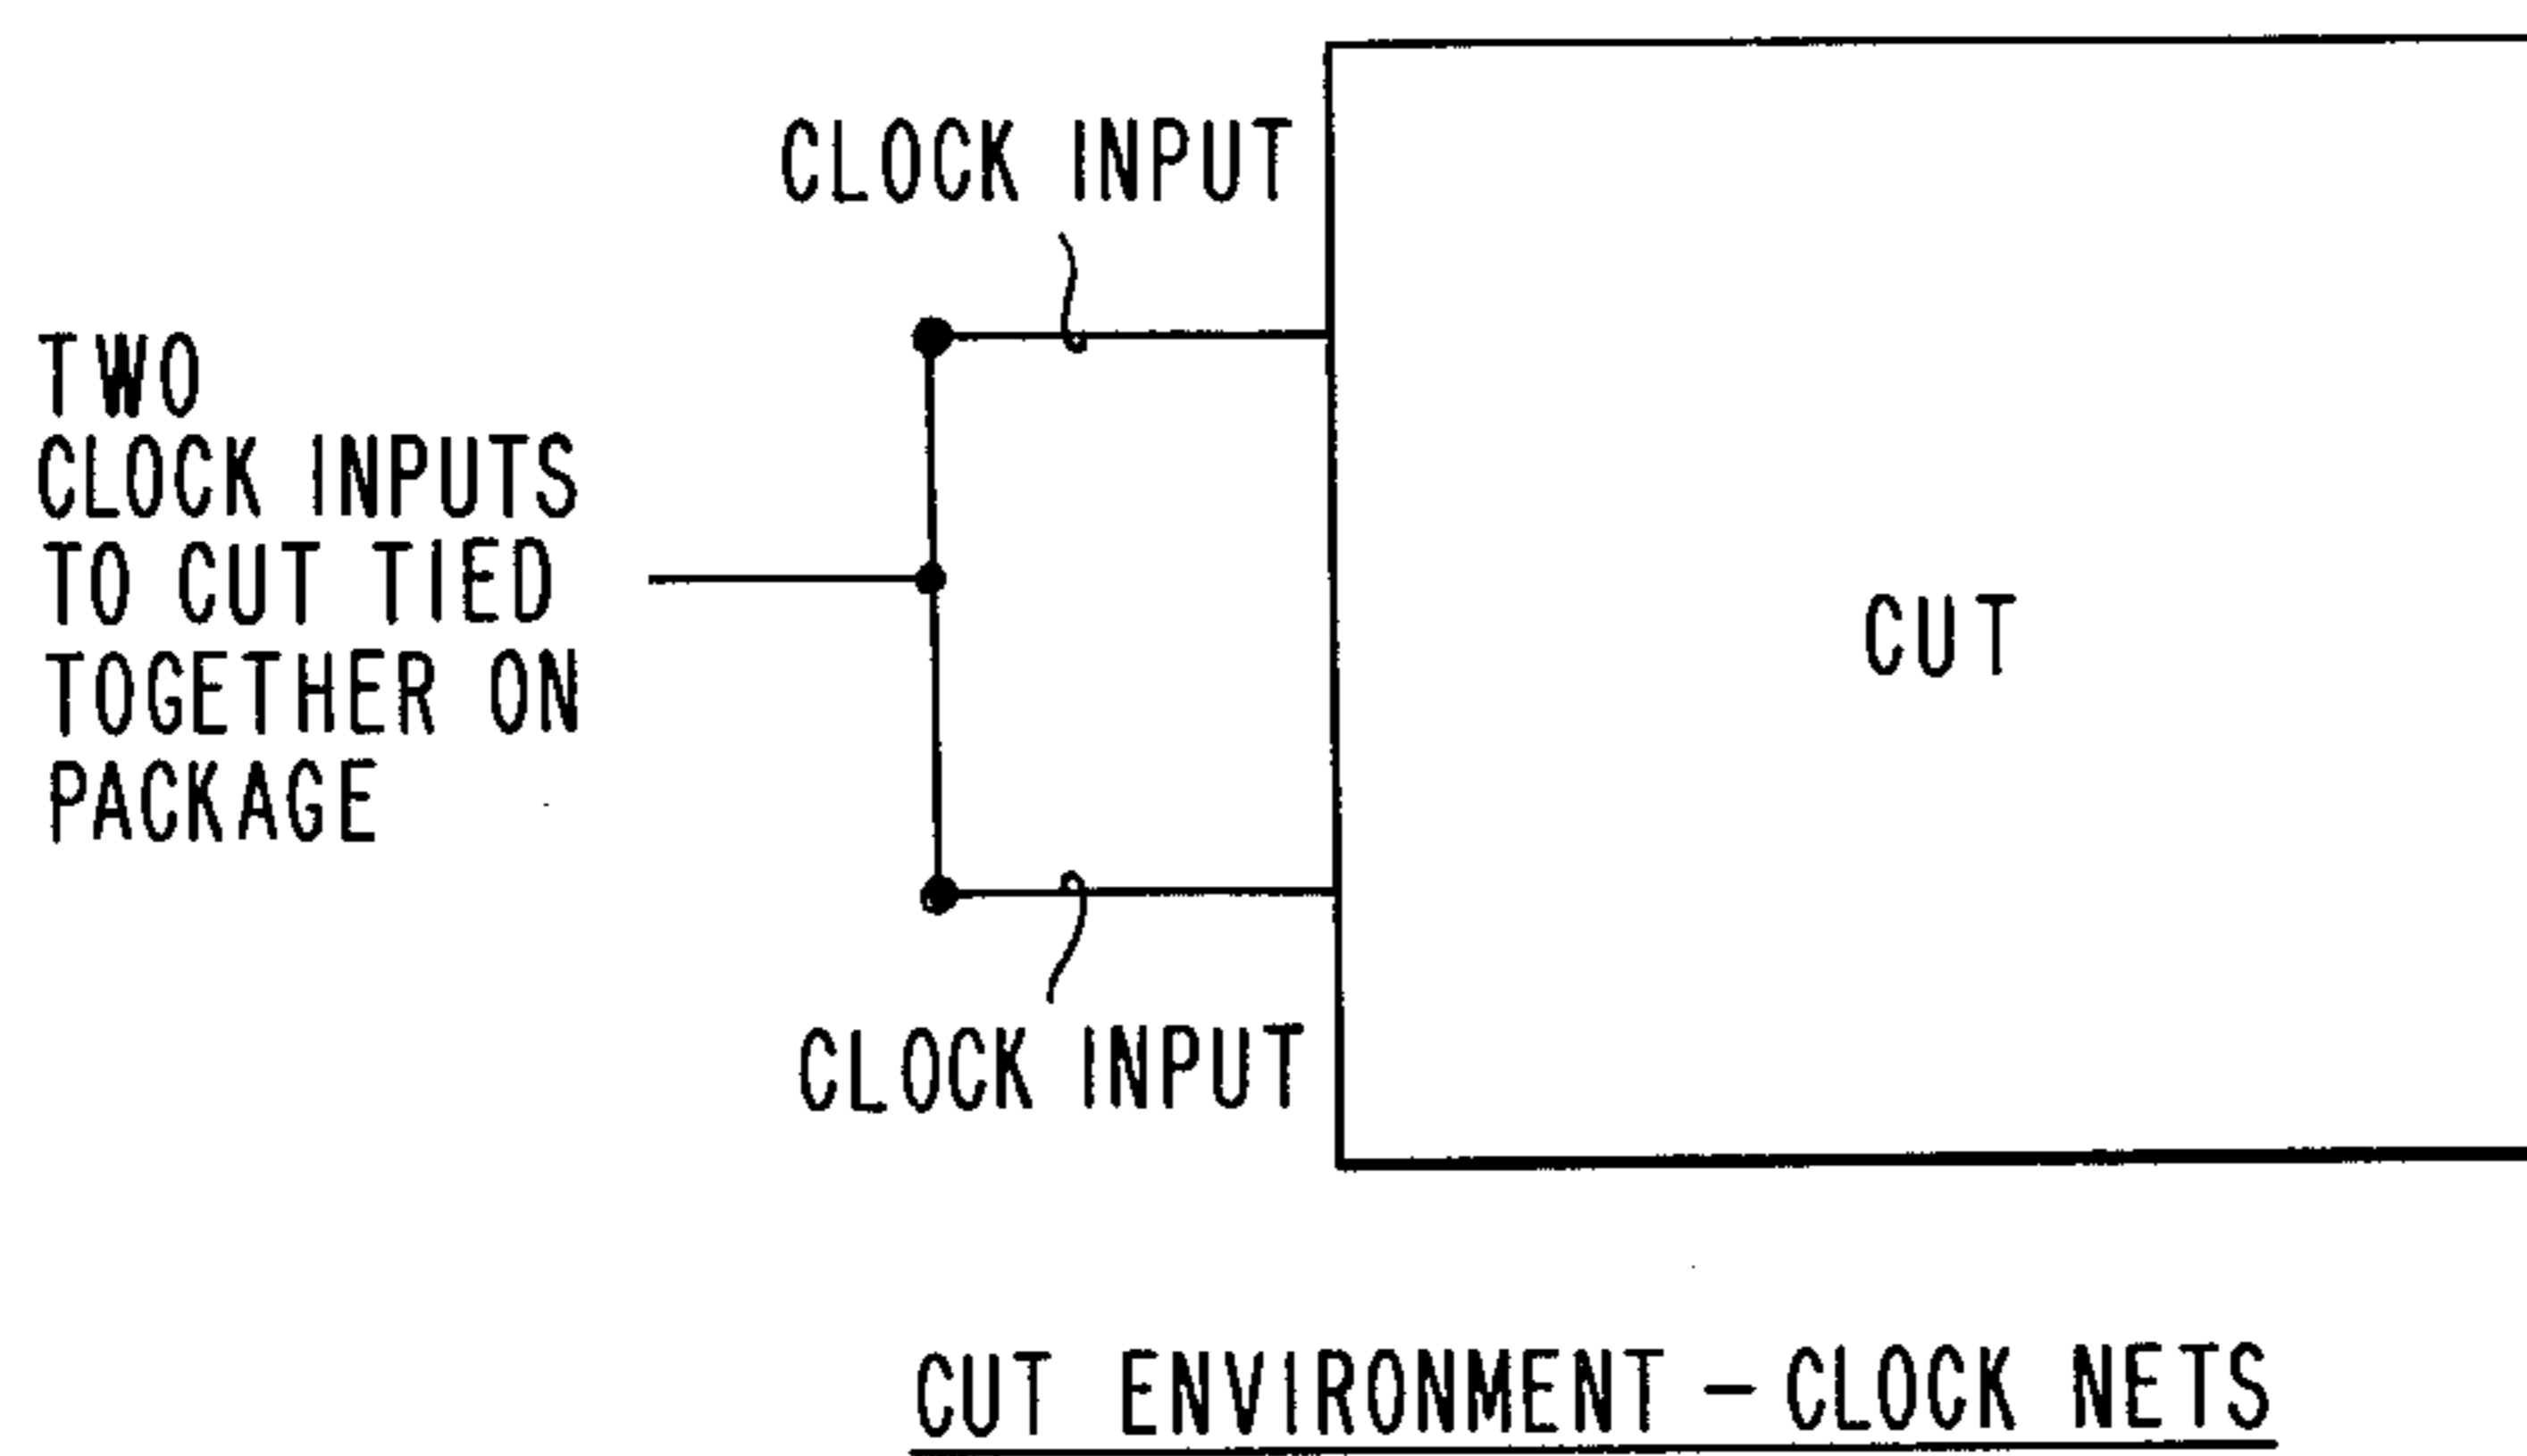 CLOCK INPUT
TWO
CLOCK INPUTS
TO CUT TIED
TOGETHER ON
PACKAGE
CUT
CLOCK INPUT
CUT ENVIRONMENT – CLOCK NETS